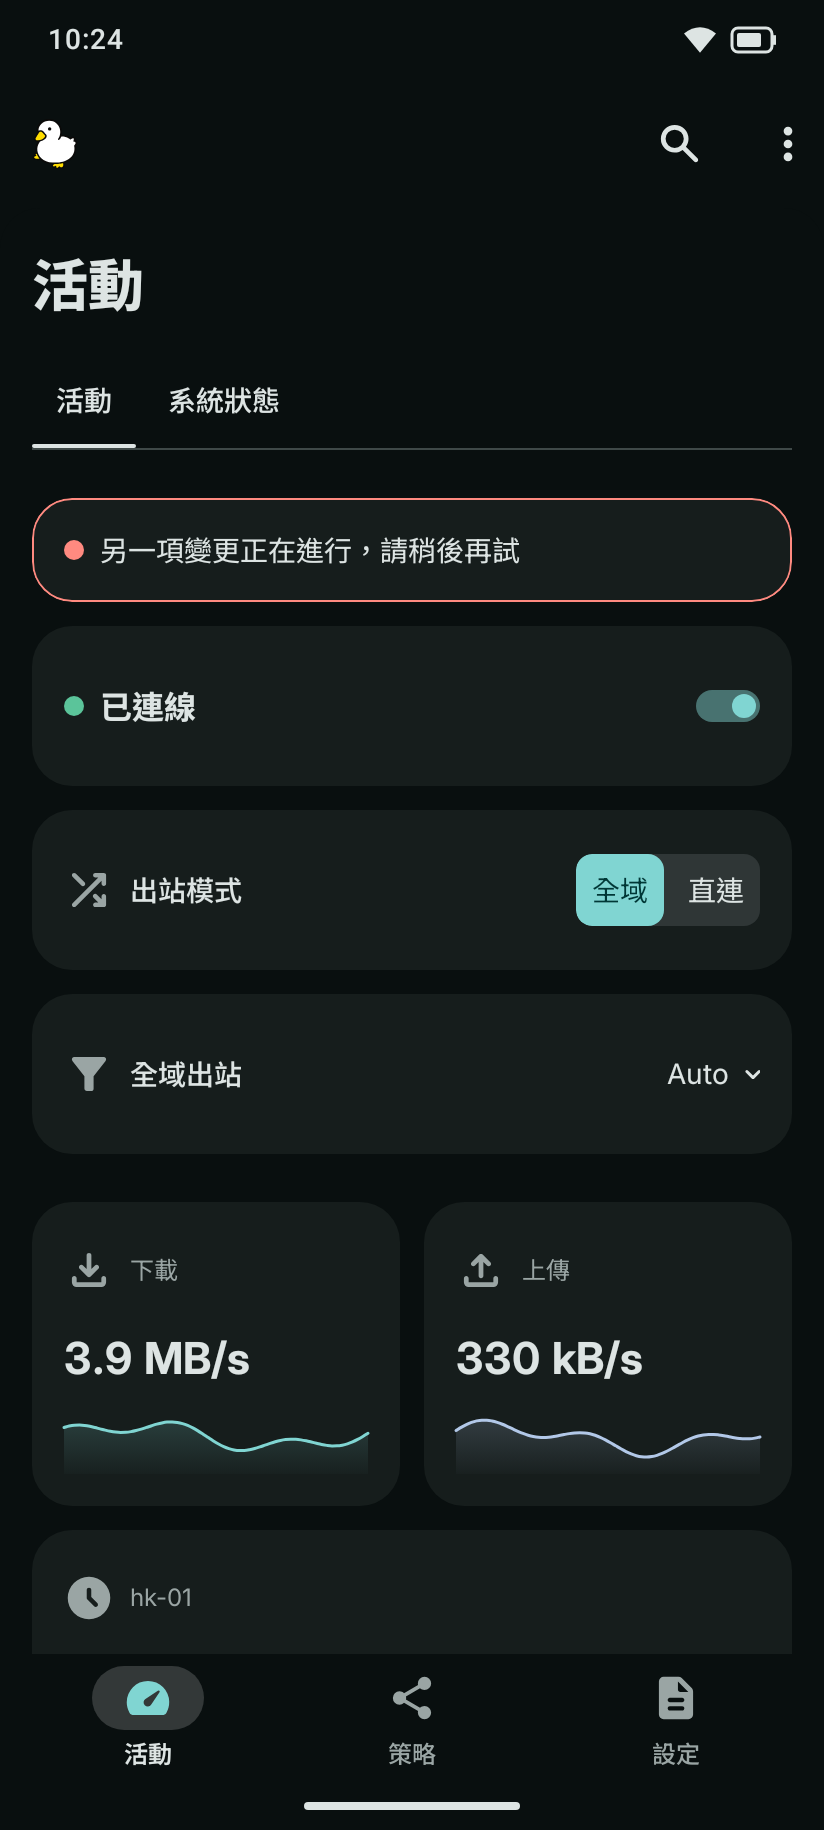 10:24
活動
活動
系統狀態
另一項變更正在進行，請稍後再試
已連線
出站模式
全域
直連
全域出站
Auto
下載
上傳
3.9 MB/s
330 kB/s
hk-01
活動
策略
設定